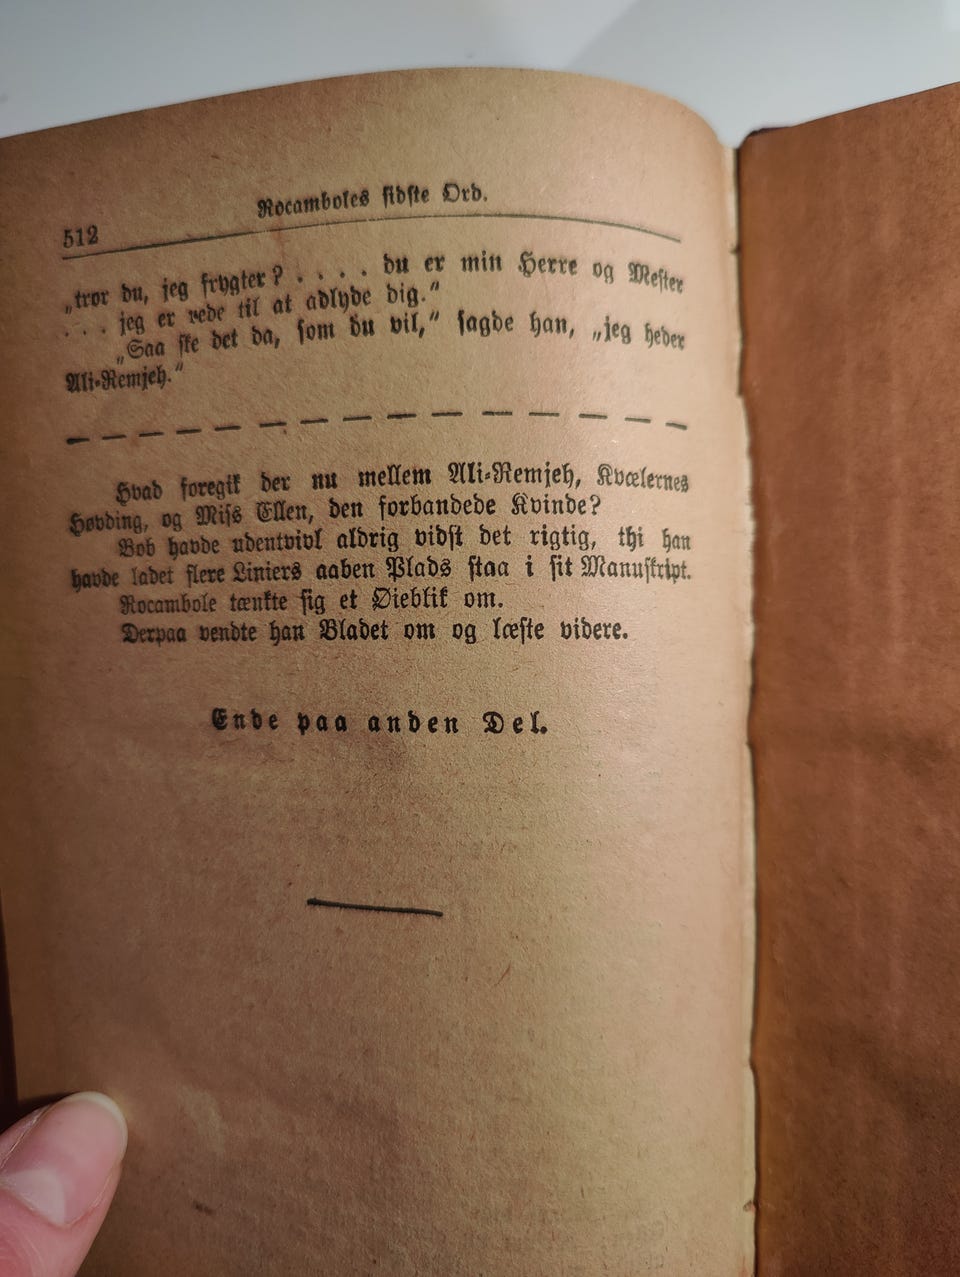 Rocamboles sidste Ord.
512
„tror du, jeg frygter? . . . . du er min Herre og Mester
. . . jeg er rede til at adlyde dig.“
„Saa ske det da, som du vil,“ sagde han, „jeg heder
Ali-Remjeh.“
Hvad foregik der nu mellem Ali-Remjeh, Kvælernes
Høvding, og Miss Ellen, den forbandede Kvinde?
Bob havde udentvivl aldrig vidst det rigtig, thi han
havde ladet flere Liniers aaben Plads staa i sit Manuskript.
Rocambole tænkte sig et Øieblik om.
Derpaa vendte han Bladet om og læste videre.
Ende paa anden Del.